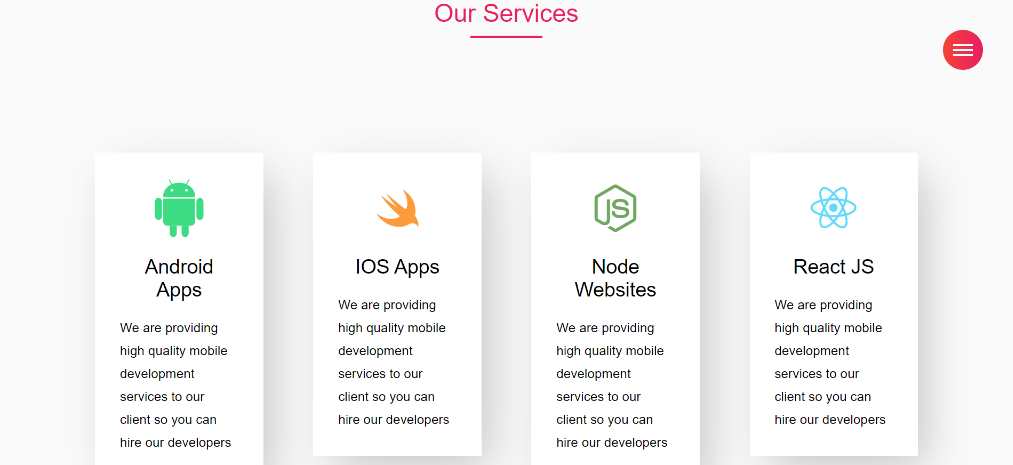 Our Services
JS
Android
Apps
We are providing
high quality mobile
development
services to our
client so you can
hire our developers
IOS Apps
We are providing
high quality mobile
development
services to our
client so you can
hire our developers
Node
Websites
We are providing
high quality mobile
development
services to our
client so you can
hire our developers
React JS
We are providing
high quality mobile
development
services to our
client so you can
hire our developers